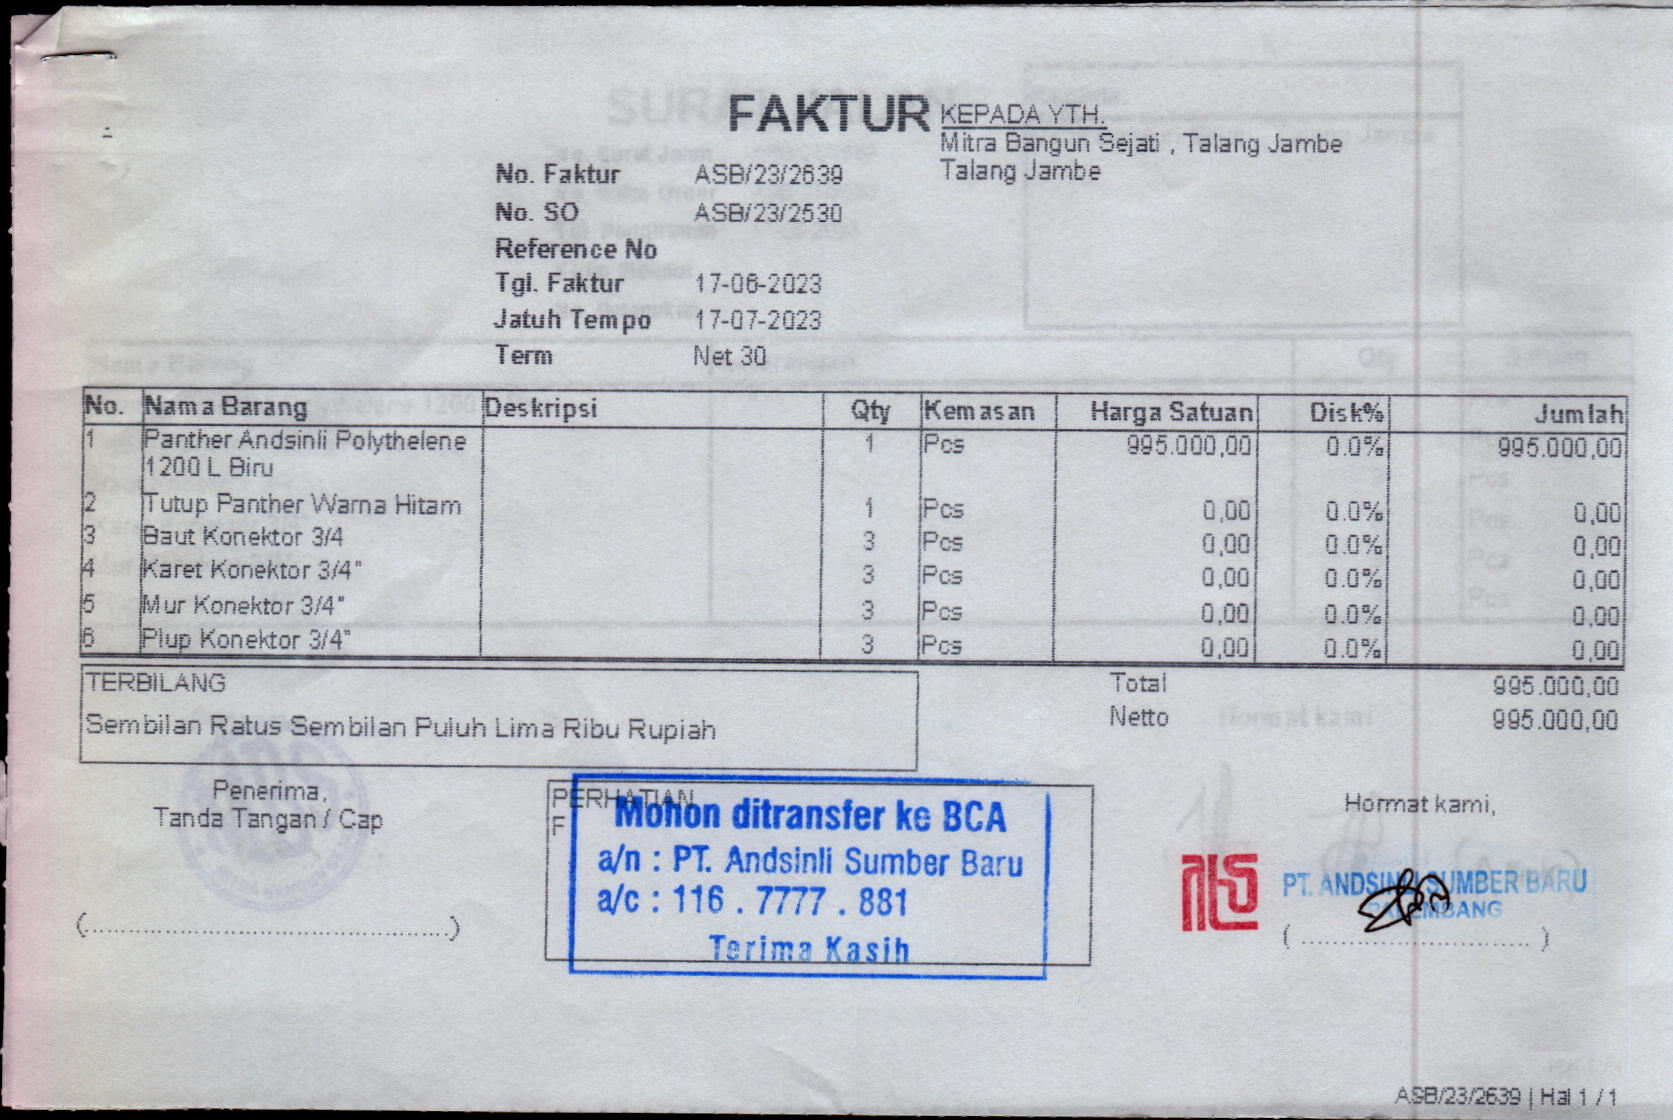 FAKTUR
KEPADA YTH.
Mitra Bangun Sejati , Talang Jambe
Talang Jambe
No. Faktur ASB/23/2639
No. SO ASB/23/2530
Reference No
Tgl. Faktur 17-06-2023
Jatuh Tempo 17-07-2023
Term Net 30
No. Nama Barang Deskripsi Qty Kemasan Harga Satuan Disk% Jumlah
1 Panther Andsinli Polythelene 1 Pcs 995.000,00 0.0% 995.000,00
1200 L Biru
2 Tutup Panther Warna Hitam 1 Pcs 0,00 0.0% 0,00
3 Baut Konektor 3/4 3 Pcs 0,00 0.0% 0,00
4 Karet Konektor 3/4" 3 Pcs 0,00 0.0% 0,00
5 Mur Konektor 3/4" 3 Pcs 0,00 0.0% 0,00
6 Plup Konektor 3/4" 3 Pcs 0,00 0.0% 0,00
TERBILANG
Sembilan Ratus Sembilan Puluh Lima Ribu Rupiah
Total 995.000,00
Netto 995.000,00
Penerima,
Tanda Tangan / Cap
(................................................)
PERHATIAN
F
Mohon ditransfer ke BCA
a/n : PT. Andsinli Sumber Baru
a/c : 116 . 7777 . 881
Terima Kasih
Hormat kami,
PT. ANDSINLI SUMBER BARU
PALEMBANG
( .............................. )
ASB/23/2639 | Hal 1 / 1